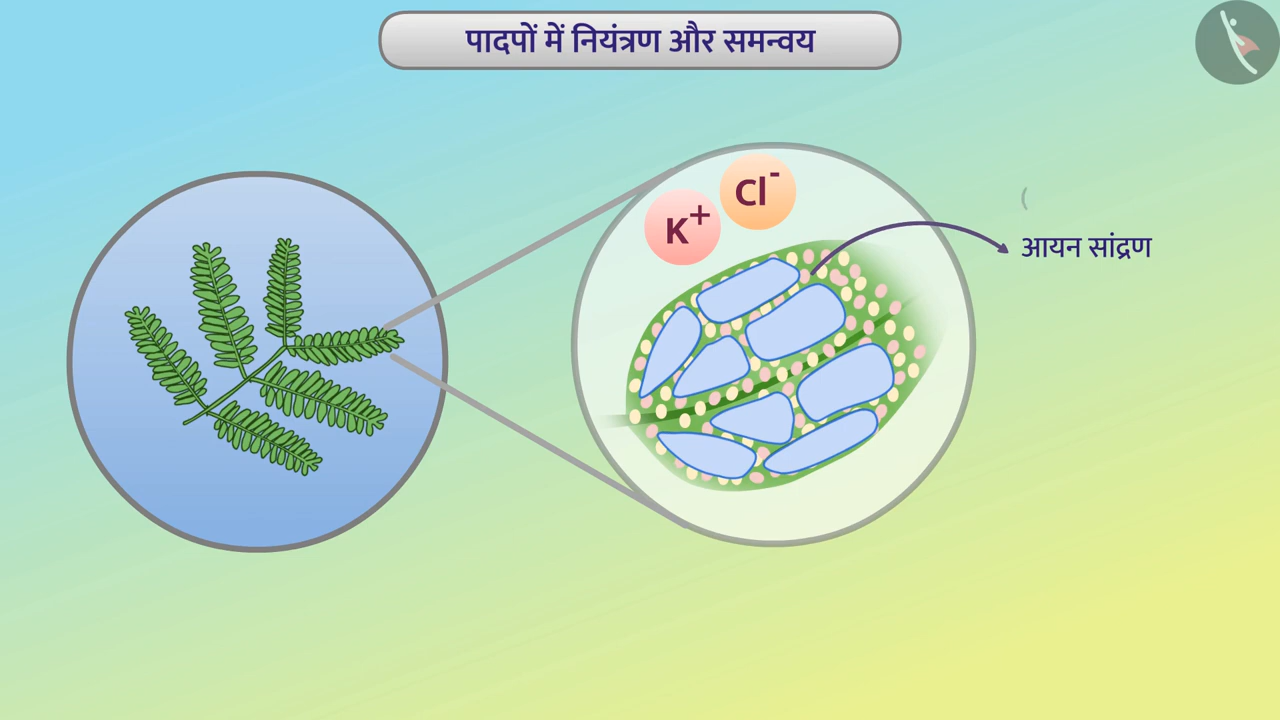 पादपों में नियंत्रण और समन्वय
Cl⁻
K⁺
(
आयन सांद्रण